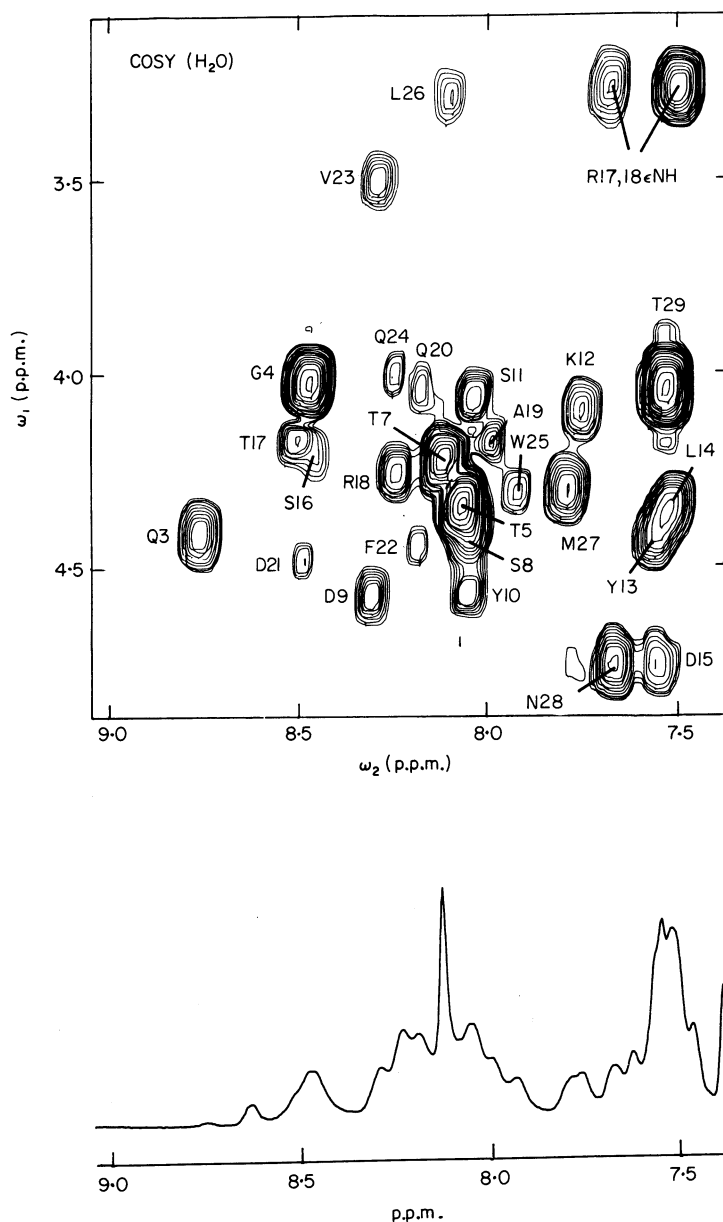 COSY (H₂O)
L26
V23
R17,18εNH
3·5
T29
Q24
Q20
K12
S11
G4
4·0
A19
T7
W25
L14
T17
R18
S16
Q3
T5
M27
F22
S8
Y13
D21
4·5
D9
Y10
D15
N28
9·0 8·5 8·0 7·5
ω₂ (p.p.m.)
ω₁ (p.p.m.)
9·0 8·5 8·0 7·5
p.p.m.